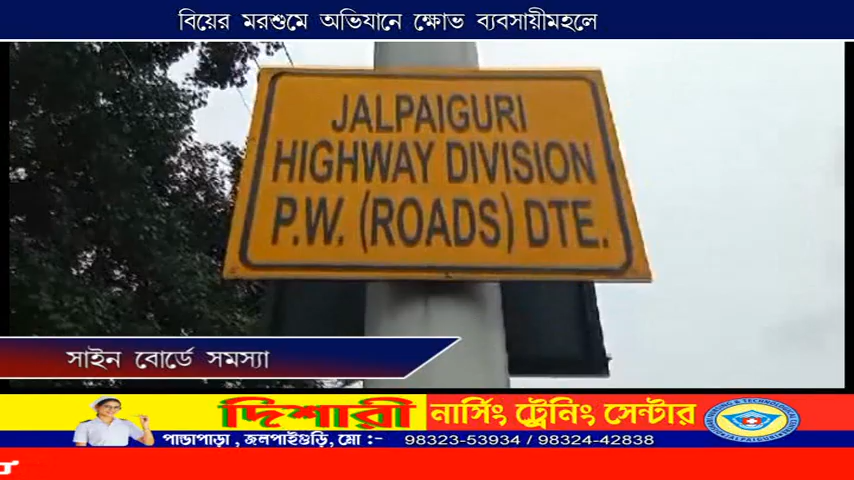 বিয়ের মরশুমে অভিযানে ক্ষোভ ব্যবসায়ীমহলে
JALPAIGURI
HIGHWAY DIVISION
P.W. (ROADS) DTE.
সাইন বোর্ডে সমস্যা
দিশারী নার্সিং ট্রেনিং সেন্টার
পান্ডাপাড়া , জলপাইগুড়ি, মো :- 98323-53934 / 98324-42838